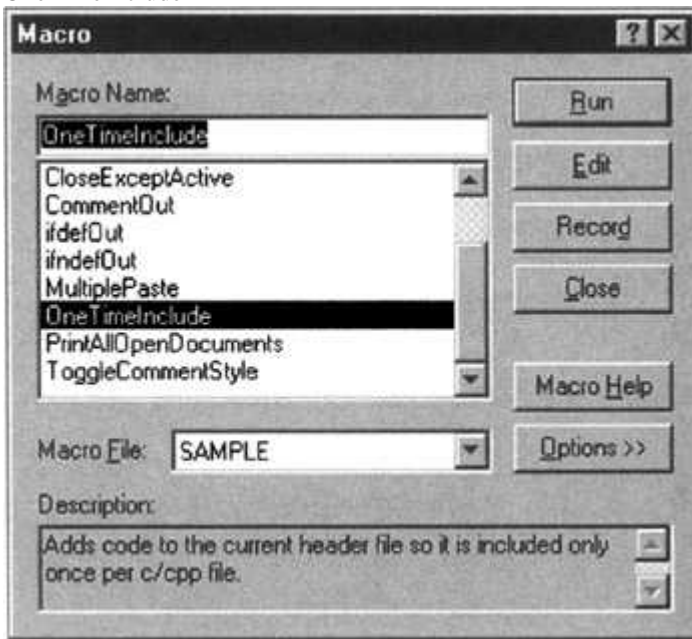 Macro
Macro Name:
OneTimeInclude
CloseExceptActive
CommentOut
ifdefOut
ifndefOut
MultiplePaste
OneTimeInclude
PrintAllOpenDocuments
ToggleCommentStyle
Run
Edit
Record
Close
Macro Help
Options >>
Macro File: SAMPLE
Description:
Adds code to the current header file so it is included only
once per c/cpp file.